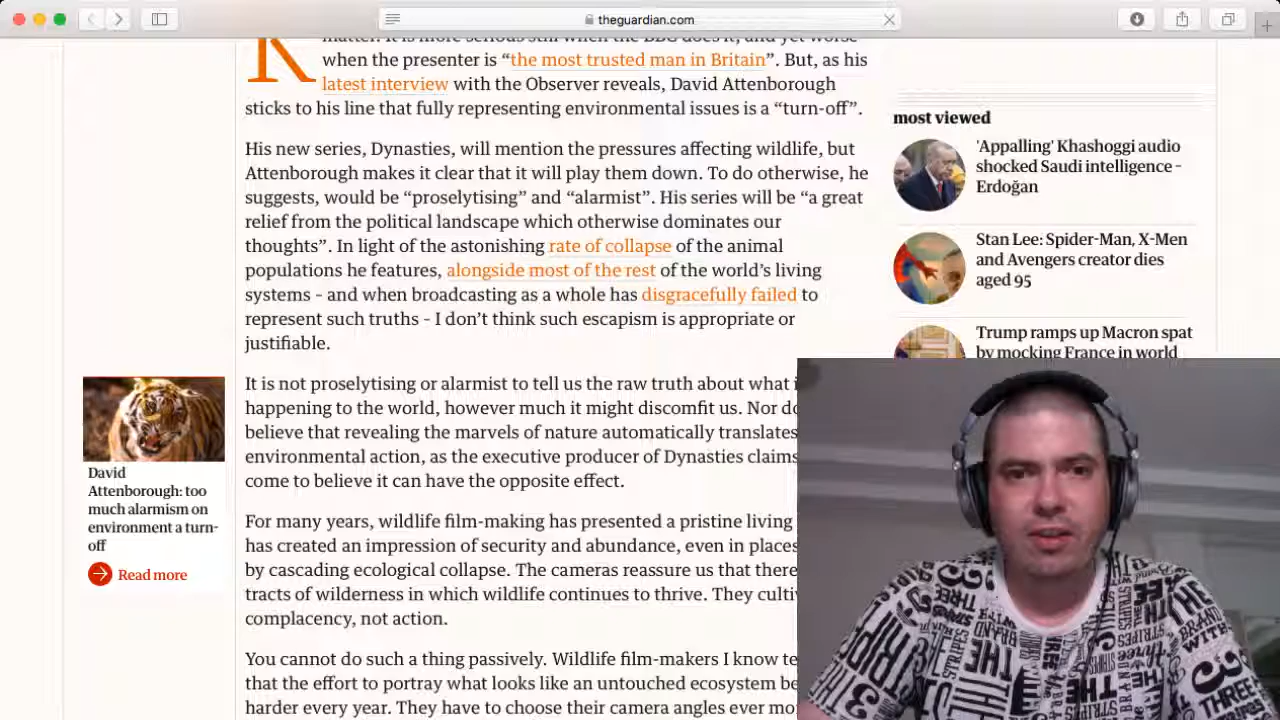 theguardian.com
K
matter. It is more serious still when the BBC does it, and yet worse
when the presenter is “the most trusted man in Britain”. But, as his
latest interview with the Observer reveals, David Attenborough
sticks to his line that fully representing environmental issues is a “turn-off”.
His new series, Dynasties, will mention the pressures affecting wildlife, but
Attenborough makes it clear that it will play them down. To do otherwise, he
suggests, would be “proselytising” and “alarmist”. His series will be “a great
relief from the political landscape which otherwise dominates our
thoughts”. In light of the astonishing rate of collapse of the animal
populations he features, alongside most of the rest of the world’s living
systems – and when broadcasting as a whole has disgracefully failed to
represent such truths – I don’t think such escapism is appropriate or
justifiable.
It is not proselytising or alarmist to tell us the raw truth about what
happening to the world, however much it might discomfit us. Nor do
believe that revealing the marvels of nature automatically translates
environmental action, as the executive producer of Dynasties claims
come to believe it can have the opposite effect.
For many years, wildlife film-making has presented a pristine living
has created an impression of security and abundance, even in places
by cascading ecological collapse. The cameras reassure us that there
tracts of wilderness in which wildlife continues to thrive. They
complacency, not action.
You cannot do such a thing passively. Wildlife film-makers I know
that the effort to portray what looks like an untouched ecosystem
harder every year. They have to choose their camera angles ever
David
Attenborough: too
much alarmism on
environment a turn-
off
Read more
most viewed
'Appalling' Khashoggi audio
shocked Saudi intelligence –
Erdoğan
Stan Lee: Spider-Man, X-Men
and Avengers creator dies
aged 95
Trump ramps up Macron spat
by mocking France in world
THREE
STRIPES
BRAND
WITH
THE
3